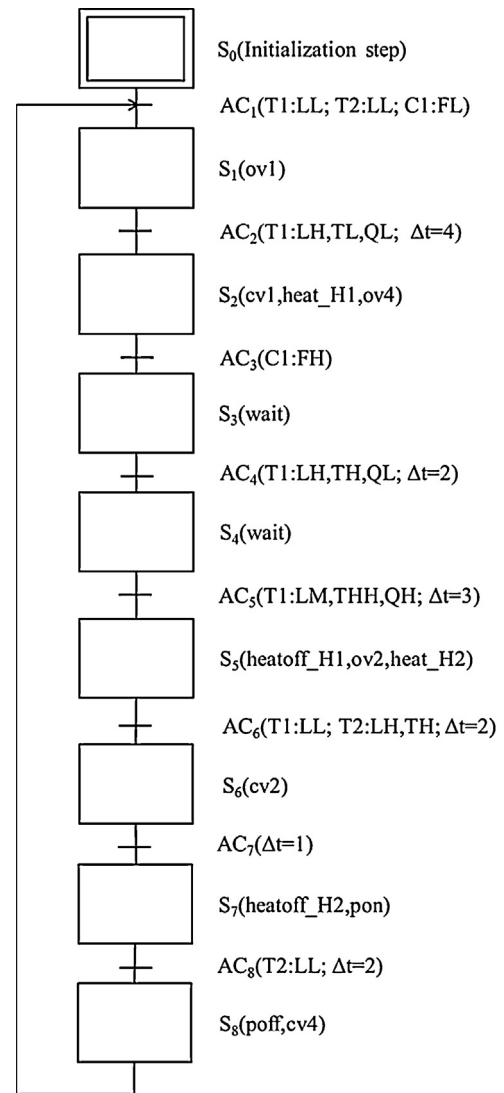 S₀(Initialization step)
AC₁(T1:LL; T2:LL; C1:FL)
S₁(ov1)
AC₂(T1:LH,TL,QL; Δt=4)
S₂(cv1,heat_H1,ov4)
AC₃(C1:FH)
S₃(wait)
AC₄(T1:LH,TH,QL; Δt=2)
S₄(wait)
AC₅(T1:LM,THH,QH; Δt=3)
S₅(heatoff_H1,ov2,heat_H2)
AC₆(T1:LL; T2:LH,TH; Δt=2)
S₆(cv2)
AC₇(Δt=1)
S₇(heatoff_H2,pon)
AC₈(T2:LL; Δt=2)
S₈(poff,cv4)